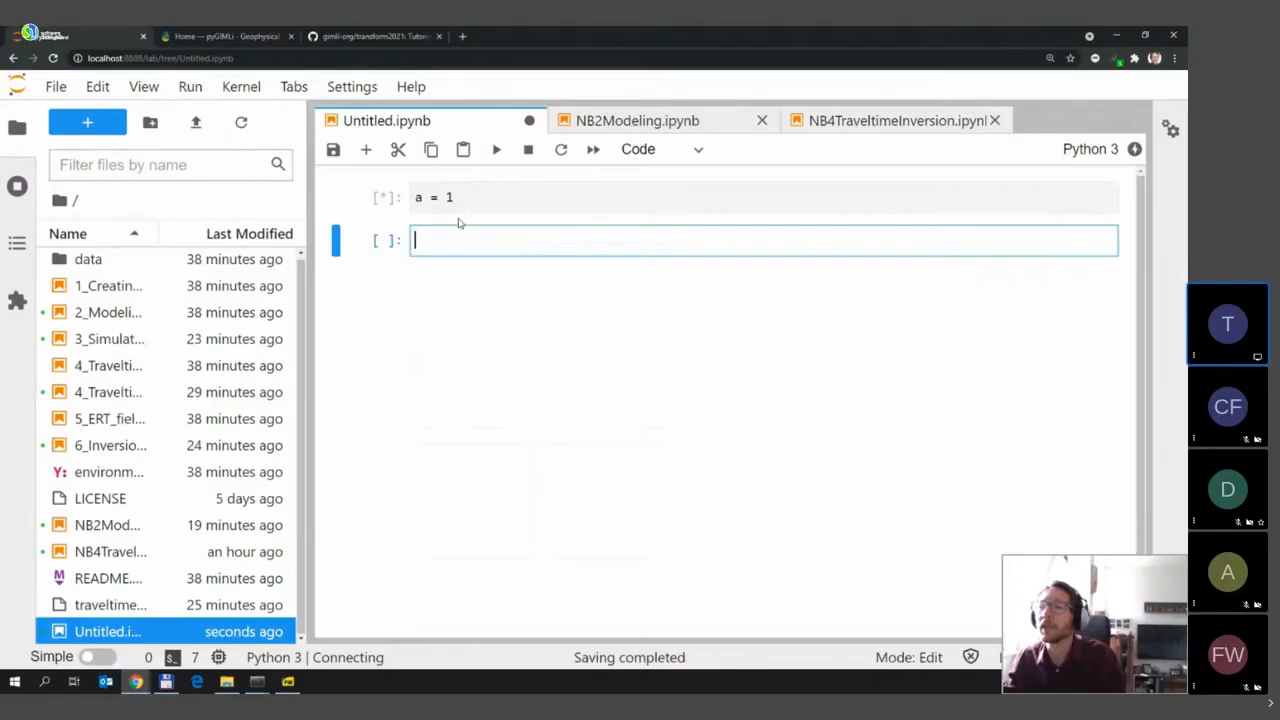 Home — pyGIMLi - Geophysical
gimli-org/transform2021: Tutori
localhost:8888/lab/tree/Untitled.ipynb
File Edit View Run Kernel Tabs Settings Help
Untitled.ipynb
NB2Modeling.ipynb
NB4TraveltimeInversion.ipynl
Filter files by name
Code
Python 3
/
Name Last Modified
data 38 minutes ago
1_Creatin... 38 minutes ago
2_Modeli... 38 minutes ago
3_Simulat... 23 minutes ago
4_Travelti... 38 minutes ago
4_Travelti... 29 minutes ago
5_ERT_fiel... 38 minutes ago
6_Inversio... 24 minutes ago
Y: environm... 38 minutes ago
LICENSE 5 days ago
NB2Mod... 19 minutes ago
NB4Travel... an hour ago
README.... 38 minutes ago
traveltime... 25 minutes ago
Untitled.i... seconds ago
[*]: a = 1
[ ]:
Simple 0 7 Python 3 | Connecting Saving completed Mode: Edit
T
CF
D
A
FW